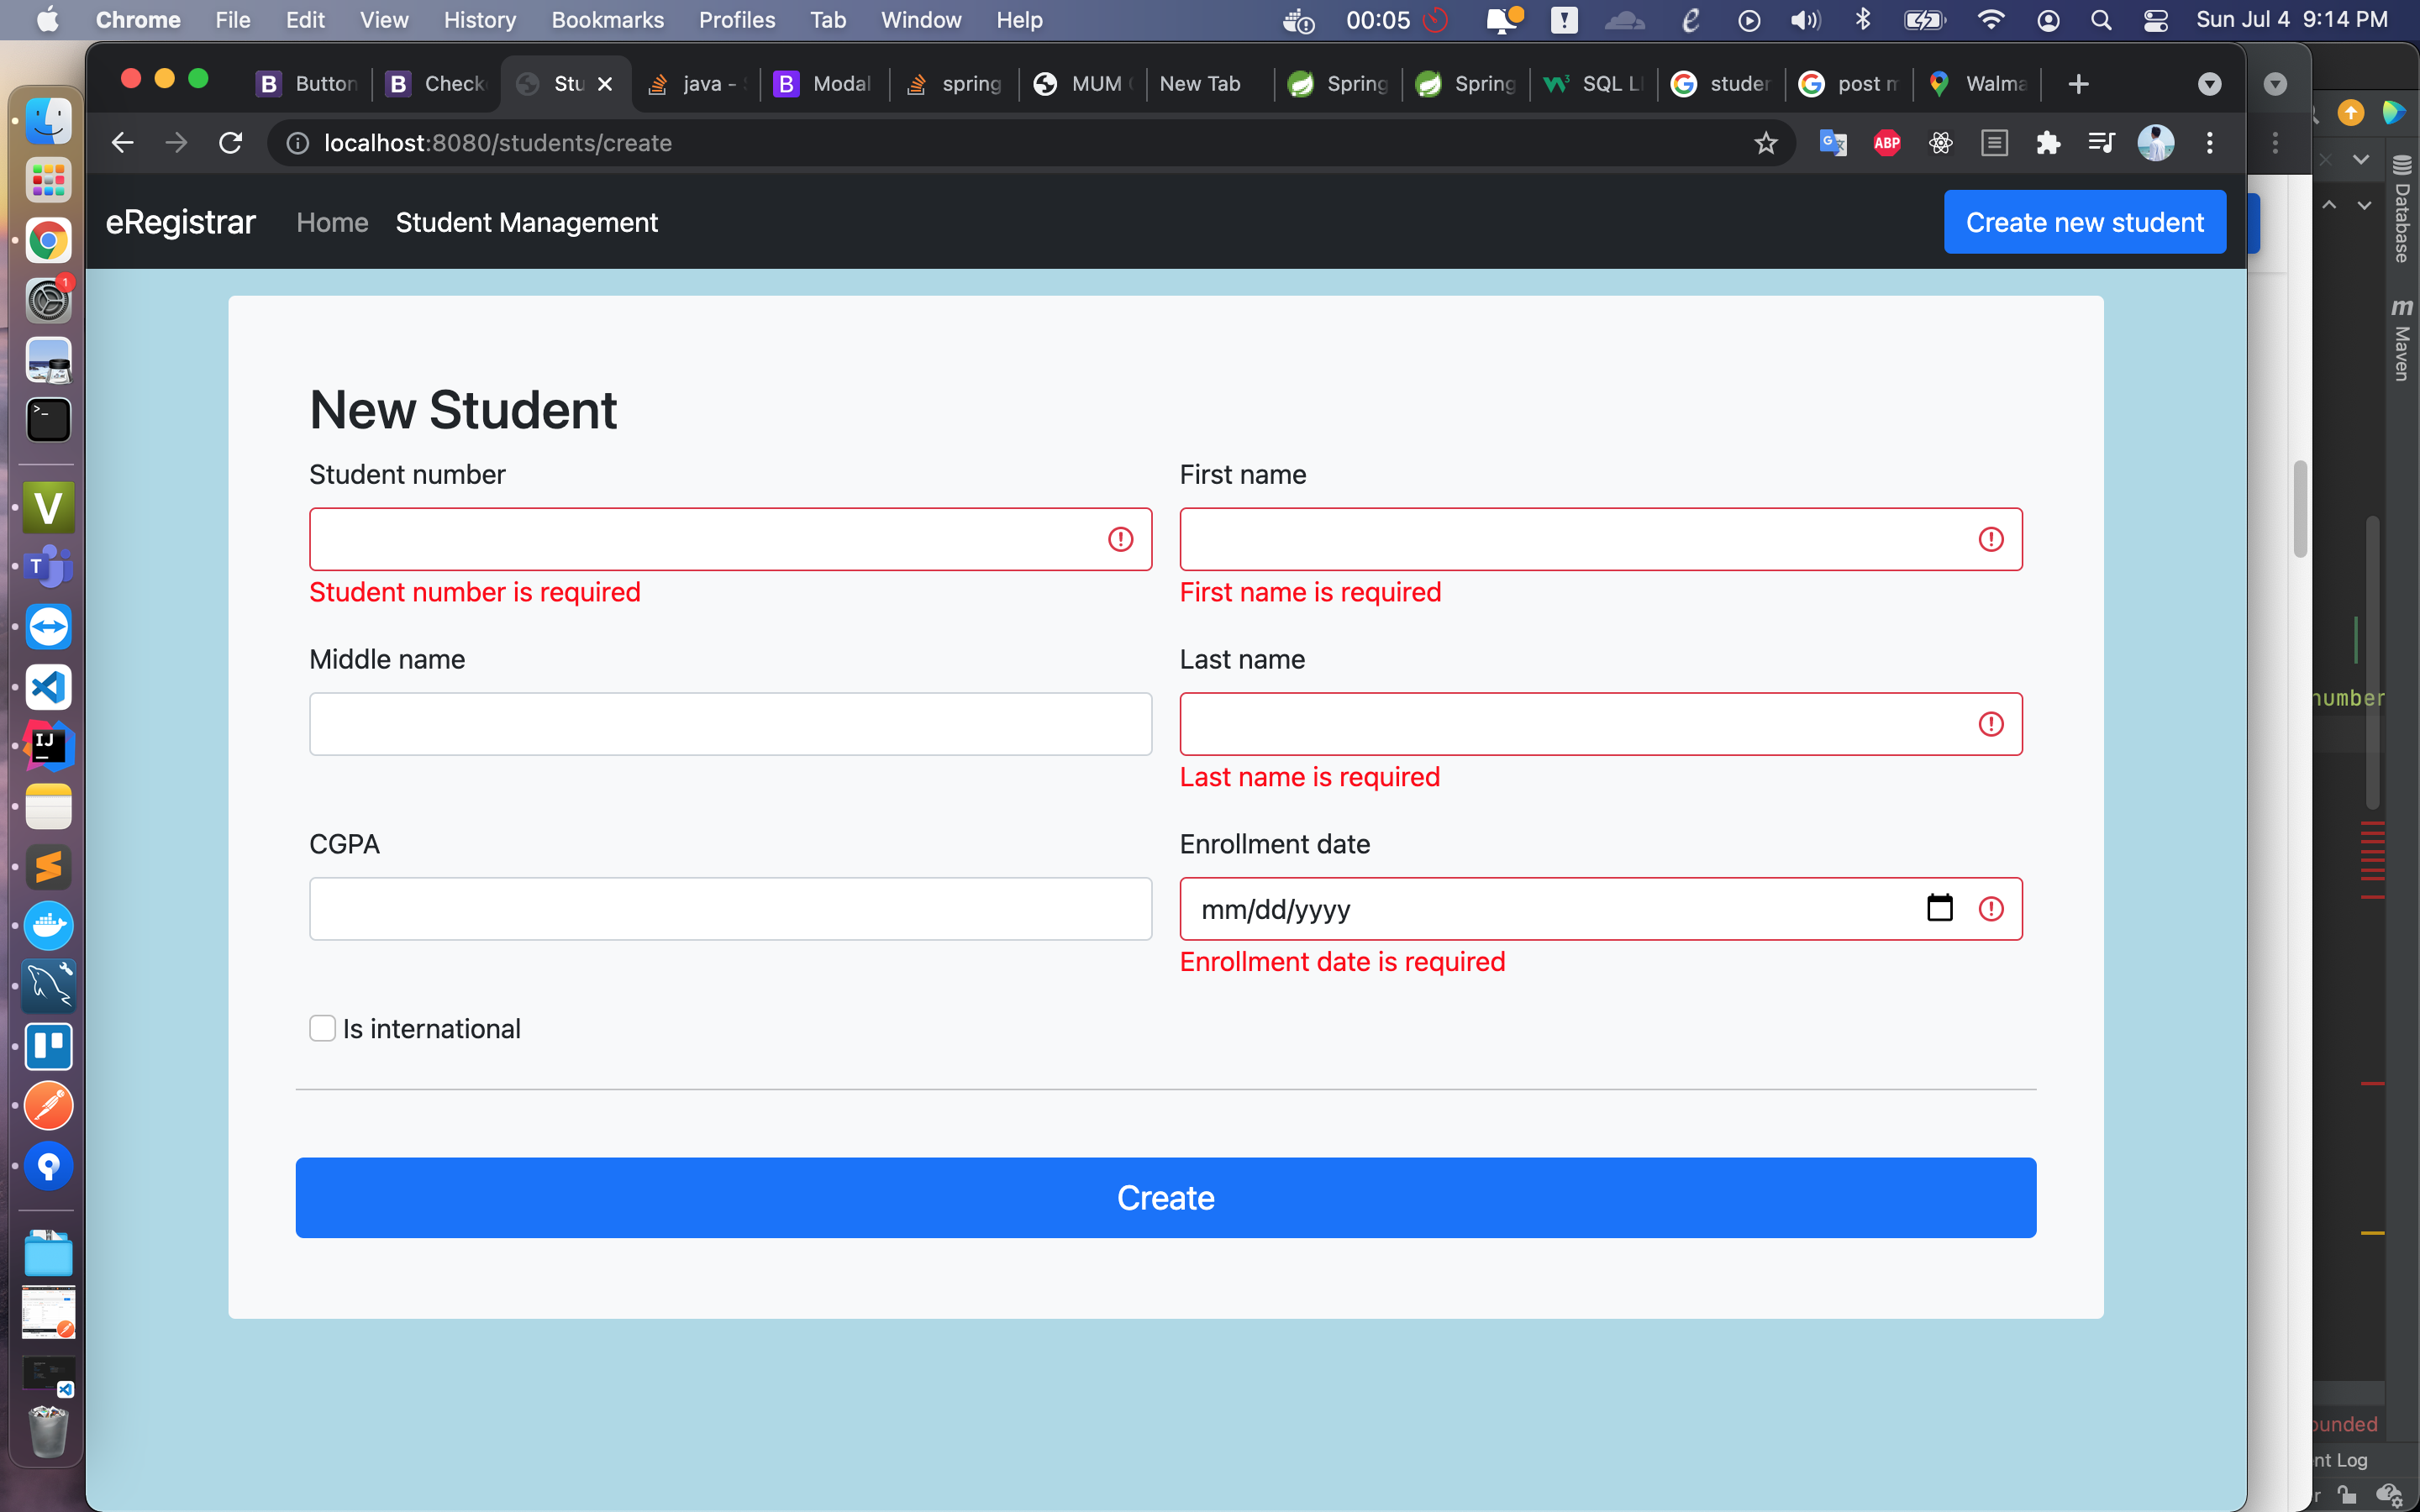 Chrome File Edit View History Bookmarks Profiles Tab Window Help 00:05 Sun Jul 4 9:14 PM
Button Check Stu java - Modal spring MUM New Tab Spring Spring SQL studen post m Walma
localhost:8080/students/create
ABP
eRegistrar Home Student Management Create new student
Database
Maven
New Student
Student number First name
Student number is required First name is required
Middle name Last name
number
Last name is required
CGPA Enrollment date
mm/dd/yyyy
Enrollment date is required
Is international
Create
ounded
nt Log